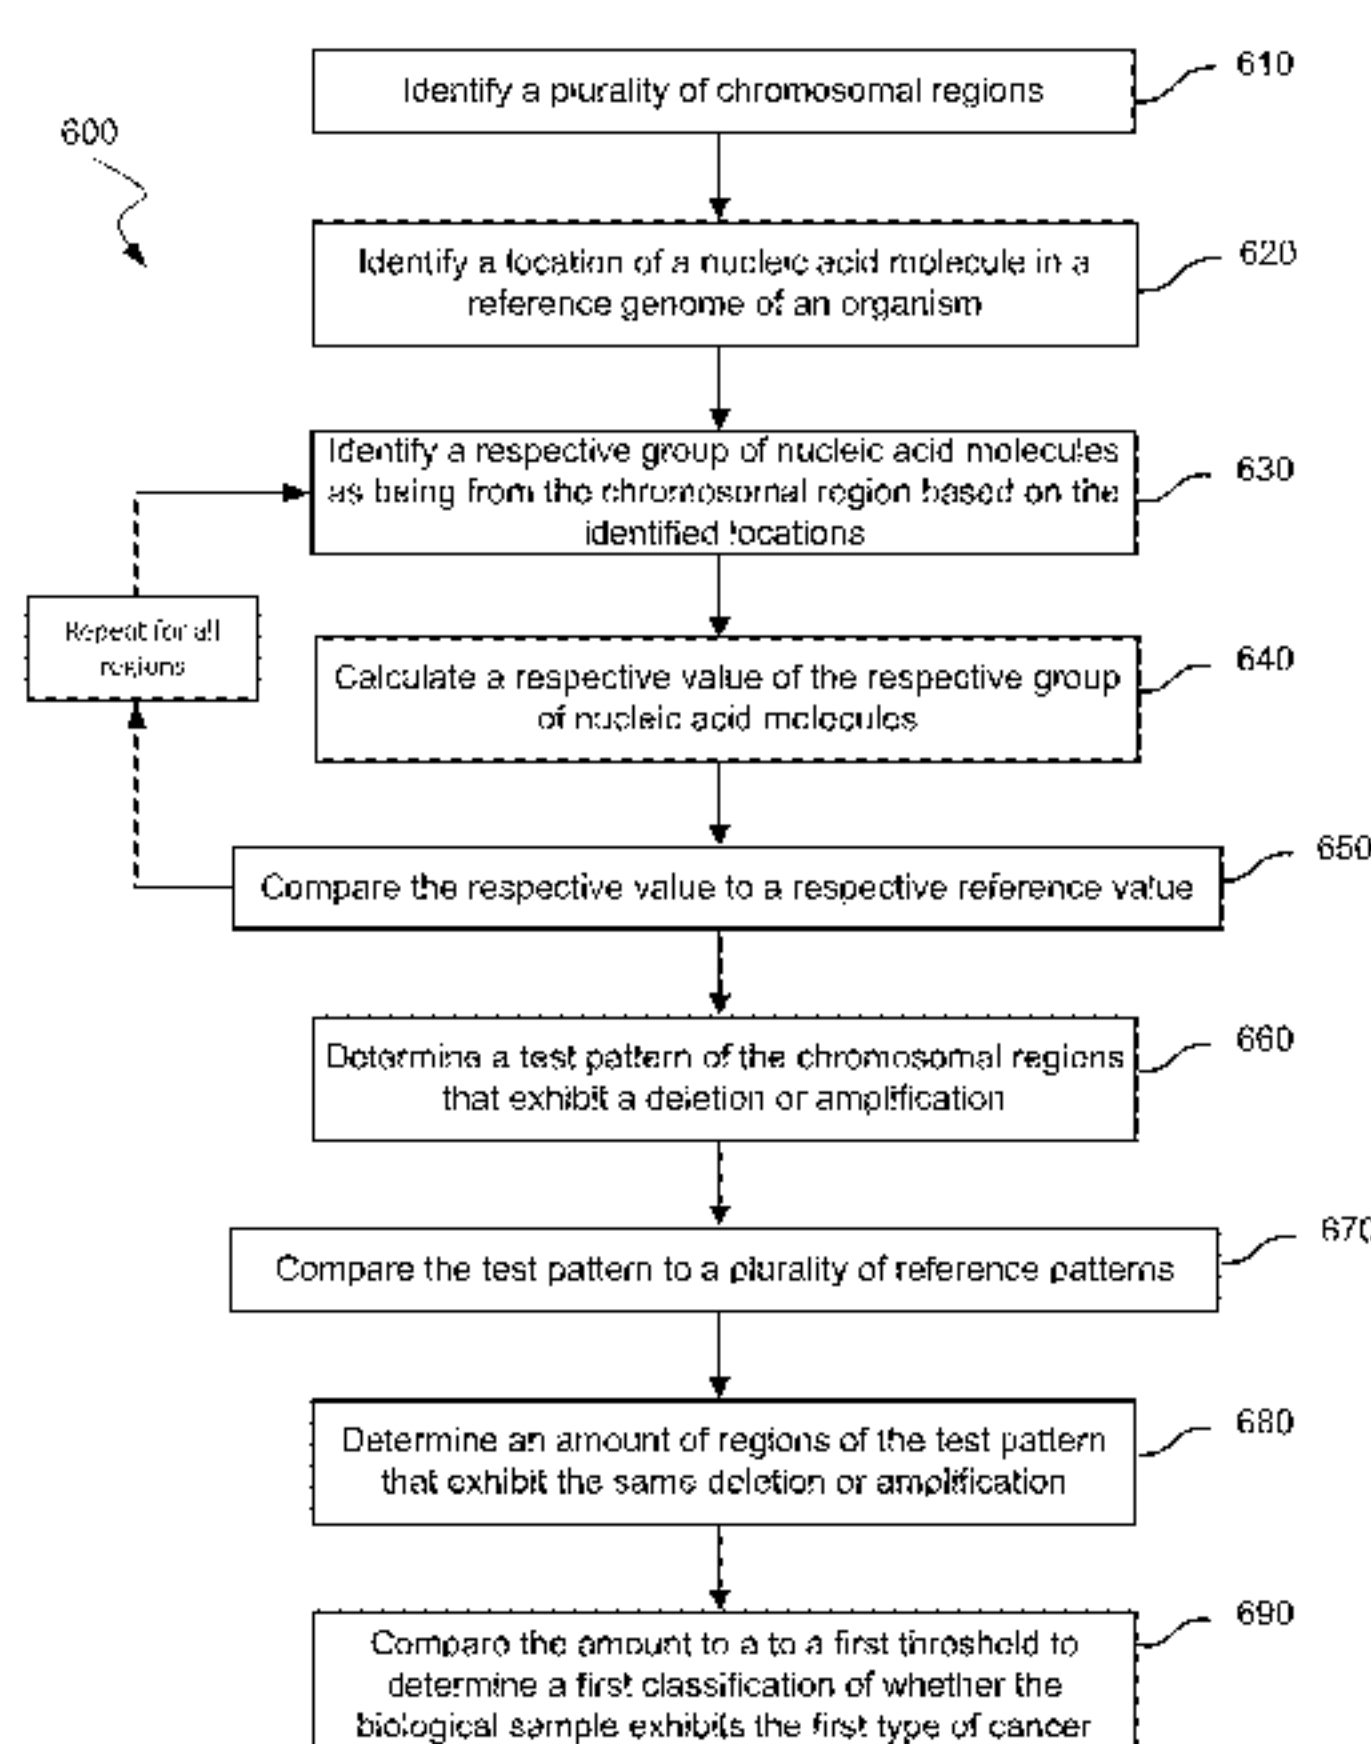 610
Identify a plurality of chromosomal regions
600
620
Identify a location of a nucleic acid molecule in a
reference genome of an organism
630
Identify a respective group of nucleic acid molecules
as being from the chromosomal region based on the
identified locations
Repeat for all
regions
640
Calculate a respective value of the respective group
of nucleic acid molecules
650
Compare the respective value to a respective reference value
660
Determine a test pattern of the chromosomal regions
that exhibit a deletion or amplification
670
Compare the test pattern to a plurality of reference patterns
680
Determine an amount of regions of the test pattern
that exhibit the same deletion or amplification
690
Compare the amount to a to a first threshold to
determine a first classification of whether the
biological sample exhibits the first type of cancer